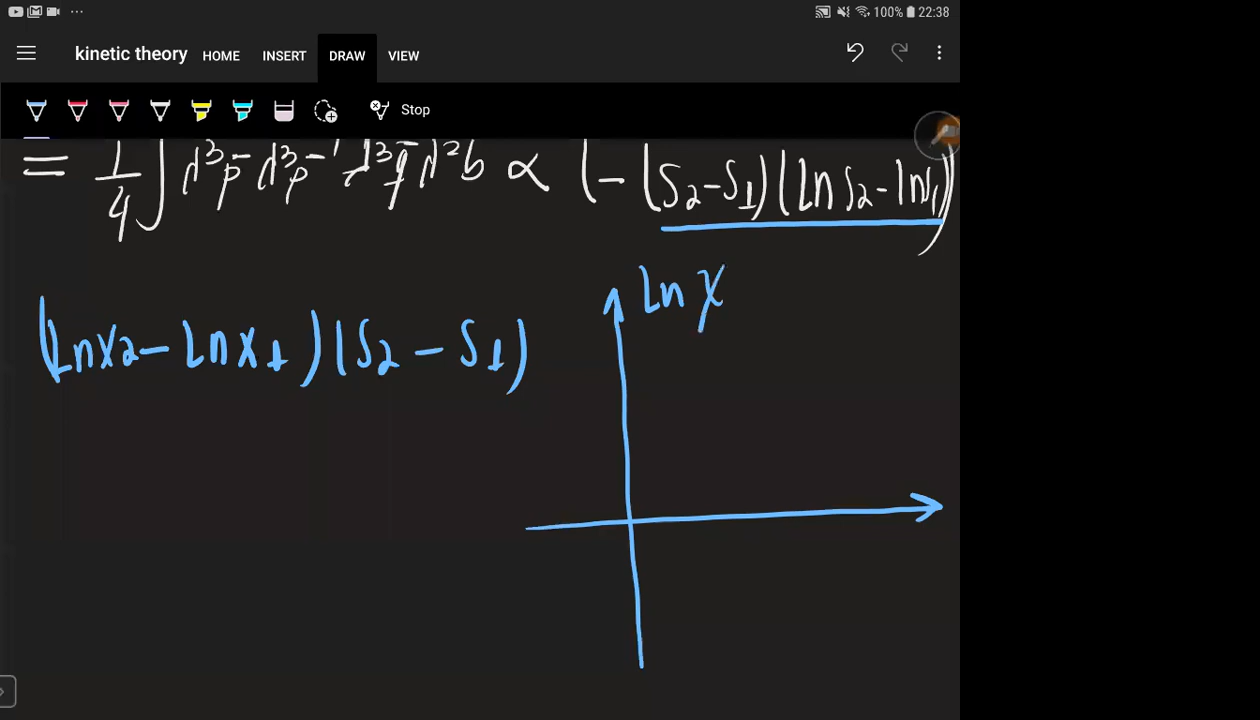 22:38
100%
kinetic theory HOME INSERT DRAW VIEW
Stop
= 1/4 ∫ d³p d³p d³q d²b ∝ (-(S₂-S₁)(ln S₂-ln S₁))
(ln x₂ - ln x₁)(S₂ - S₁)
ln x